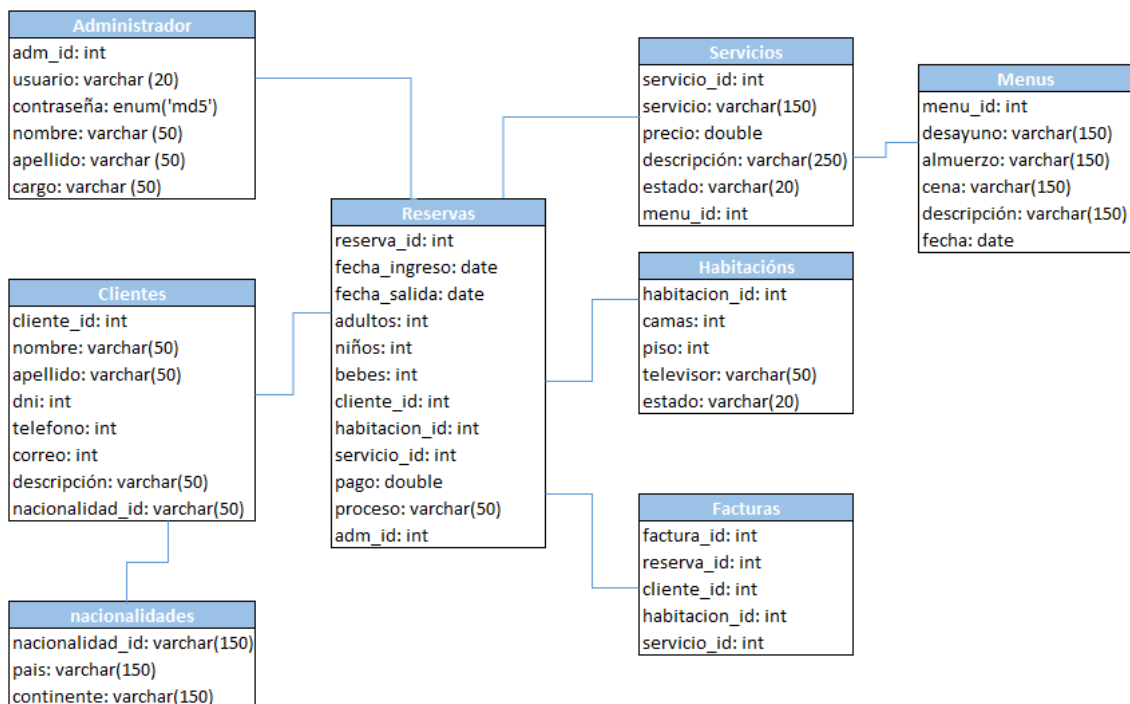 Administrador
adm_id: int
usuario: varchar (20)
contraseña: enum('md5')
nombre: varchar (50)
apellido: varchar (50)
cargo: varchar (50)
Clientes
cliente_id: int
nombre: varchar(50)
apellido: varchar(50)
dni: int
telefono: int
correo: int
descripción: varchar(50)
nacionalidad_id: varchar(50)
nacionalidades
nacionalidad_id: varchar(150)
pais: varchar(150)
continente: varchar(150)
Reservas
reserva_id: int
fecha_ingreso: date
fecha_salida: date
adultos: int
niños: int
bebes: int
cliente_id: int
habitacion_id: int
servicio_id: int
pago: double
proceso: varchar(50)
adm_id: int
Servicios
servicio_id: int
servicio: varchar(150)
precio: double
descripción: varchar(250)
estado: varchar(20)
menu_id: int
Menus
menu_id: int
desayuno: varchar(150)
almuerzo: varchar(150)
cena: varchar(150)
descripción: varchar(150)
fecha: date
Habitacións
habitacion_id: int
camas: int
piso: int
televisor: varchar(50)
estado: varchar(20)
Facturas
factura_id: int
reserva_id: int
cliente_id: int
habitacion_id: int
servicio_id: int